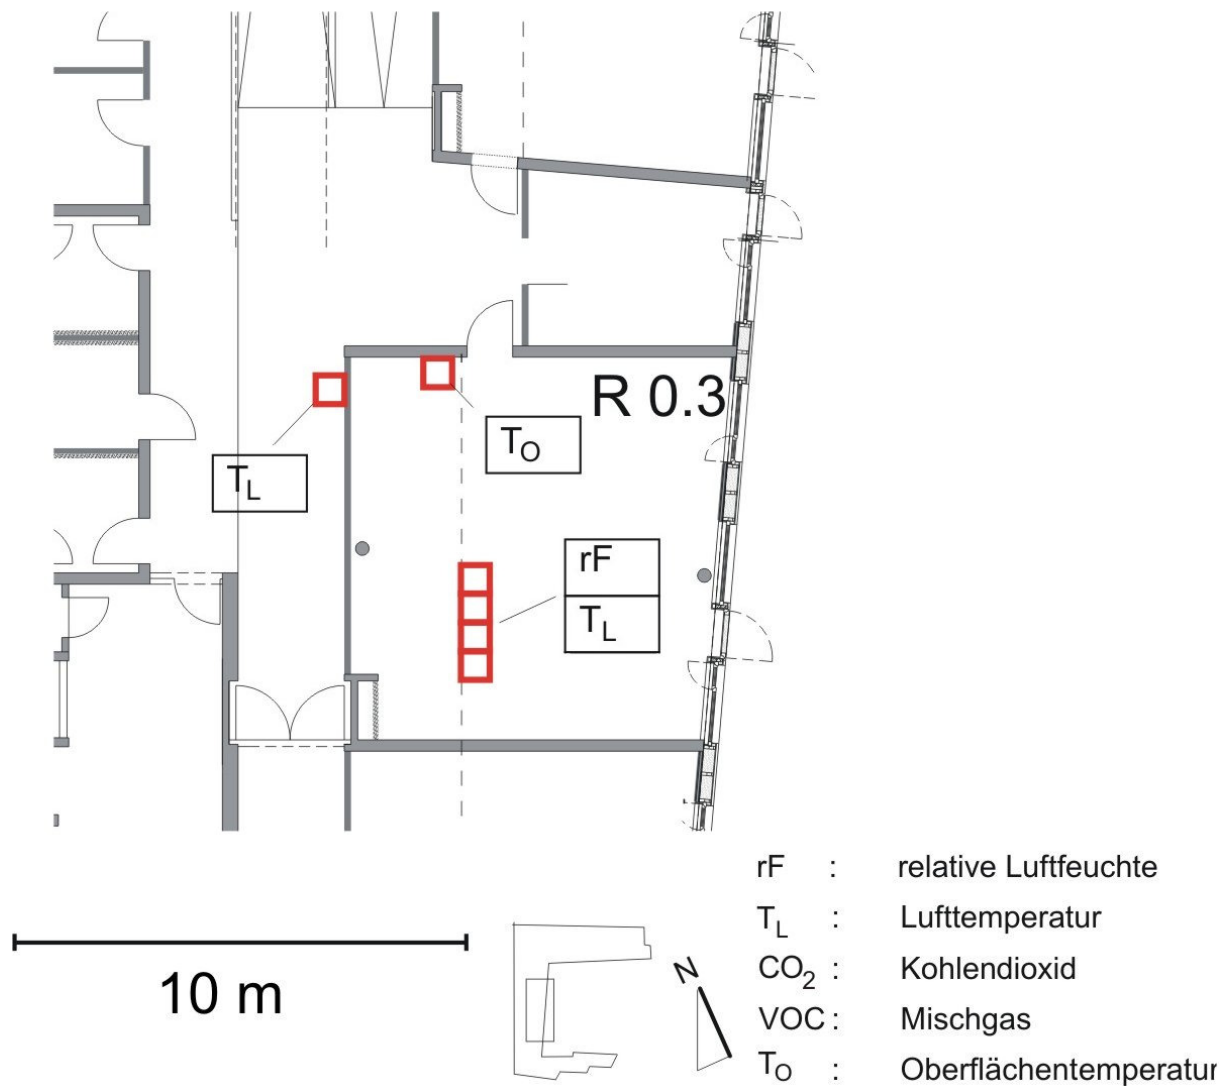 R 0.3
T_O
T_L
rF
T_L
rF : relative Luftfeuchte
T_L : Lufttemperatur
10 m
N
CO_2 : Kohlendioxid
VOC : Mischgas
T_O : Oberflächentemperatur